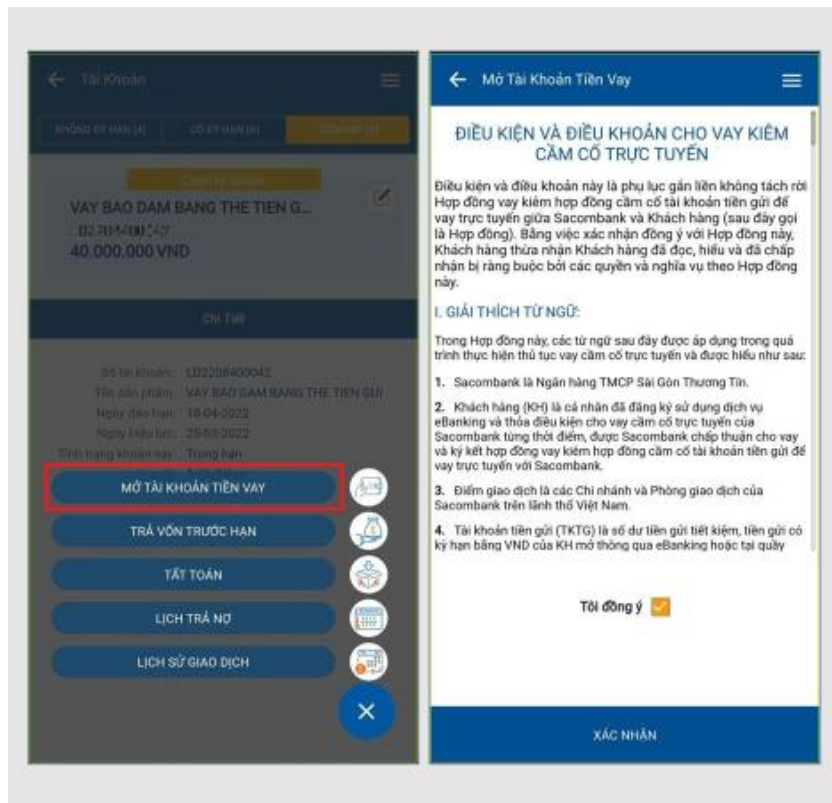 Tài Khoản
KHÔNG KỲ HẠN
CÓ KỲ HẠN
VAY BAO DAM BANG THE TIEN G...
40.000.000 VND
Chi Tiết
Số tài khoản: LD2208400042
Tên sản phẩm: VAY BAO DAM BANG THE TIEN GUI
Ngày đáo hạn: 18-04-2022
Ngày hiệu lực: 25-03-2022
Tình trạng khoản vay: Trong hạn
MỞ TÀI KHOẢN TIỀN VAY
TRẢ VỐN TRƯỚC HẠN
TẤT TOÁN
LỊCH TRẢ NỢ
LỊCH SỬ GIAO DỊCH
Mở Tài Khoản Tiền Vay
ĐIỀU KIỆN VÀ ĐIỀU KHOẢN CHO VAY KIÊM
CẦM CỐ TRỰC TUYẾN
Điều kiện và điều khoản này là phụ lục gắn liền không tách rời
Hợp đồng vay kiêm hợp đồng cầm cố tài khoản tiền gửi để
vay trực tuyến giữa Sacombank và Khách hàng (sau đây gọi
là Hợp đồng). Bằng việc xác nhận đồng ý với Hợp đồng này,
Khách hàng thừa nhận Khách hàng đã đọc, hiểu và đã chấp
nhận bị ràng buộc bởi các quyền và nghĩa vụ theo Hợp đồng
này.
I. GIẢI THÍCH TỪ NGỮ:
Trong Hợp đồng này, các từ ngữ sau đây được áp dụng trong quá
trình thực hiện thủ tục vay cầm cố trực tuyến và được hiểu như sau:
1. Sacombank là Ngân hàng TMCP Sài Gòn Thương Tín.
2. Khách hàng (KH) là cá nhân đã đăng ký sử dụng dịch vụ
eBanking và thỏa điều kiện cho vay cầm cố trực tuyến của
Sacombank từng thời điểm, được Sacombank chấp thuận cho vay
và ký kết hợp đồng vay kiêm hợp đồng cầm cố tài khoản tiền gửi để
vay trực tuyến với Sacombank.
3. Điểm giao dịch là các Chi nhánh và Phòng giao dịch của
Sacombank trên lãnh thổ Việt Nam.
4. Tài khoản tiền gửi (TKTG) là số dư tiền gửi tiết kiệm, tiền gửi có
kỳ hạn bằng VND của KH mở thông qua eBanking hoặc tại quầy
Tôi đồng ý
XÁC NHẬN